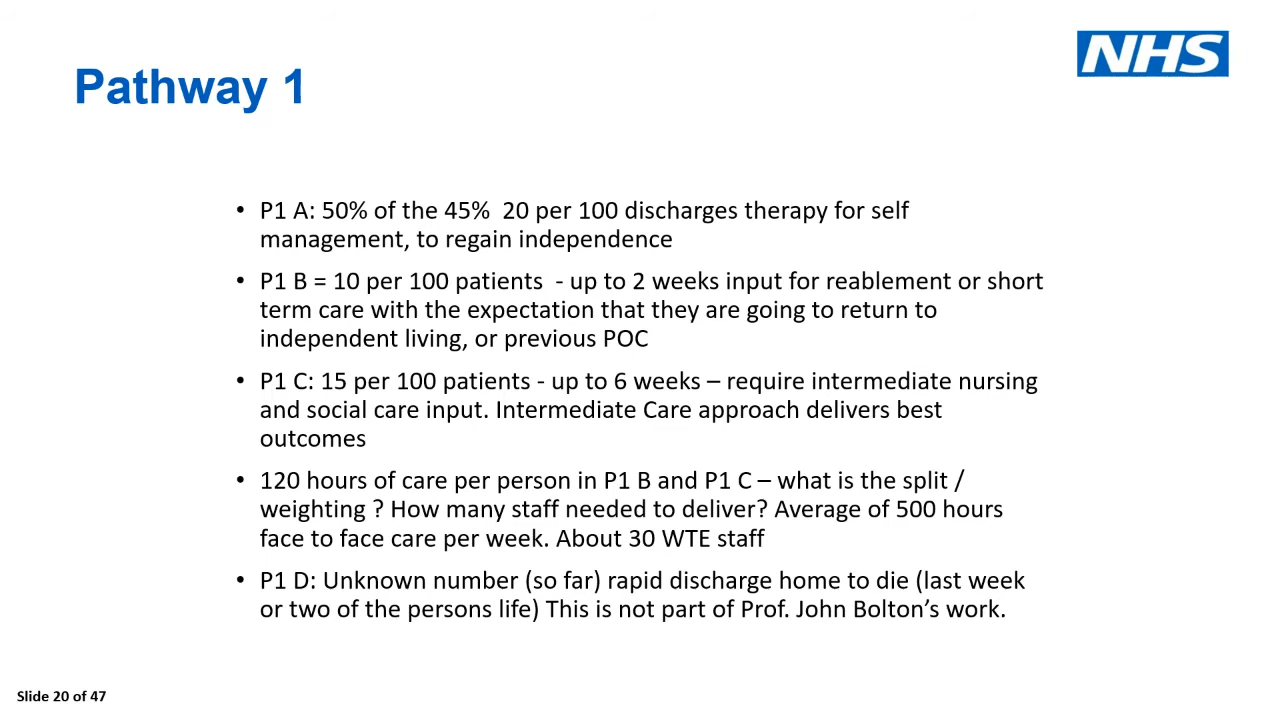 NHS
Pathway 1
• P1 A: 50% of the 45%  20 per 100 discharges therapy for self
management, to regain independence
• P1 B = 10 per 100 patients  - up to 2 weeks input for reablement or short
term care with the expectation that they are going to return to
independent living, or previous POC
• P1 C: 15 per 100 patients - up to 6 weeks – require intermediate nursing
and social care input. Intermediate Care approach delivers best
outcomes
• 120 hours of care per person in P1 B and P1 C – what is the split /
weighting ? How many staff needed to deliver? Average of 500 hours
face to face care per week. About 30 WTE staff
• P1 D: Unknown number (so far) rapid discharge home to die (last week
or two of the persons life) This is not part of Prof. John Bolton’s work.
Slide 20 of 47